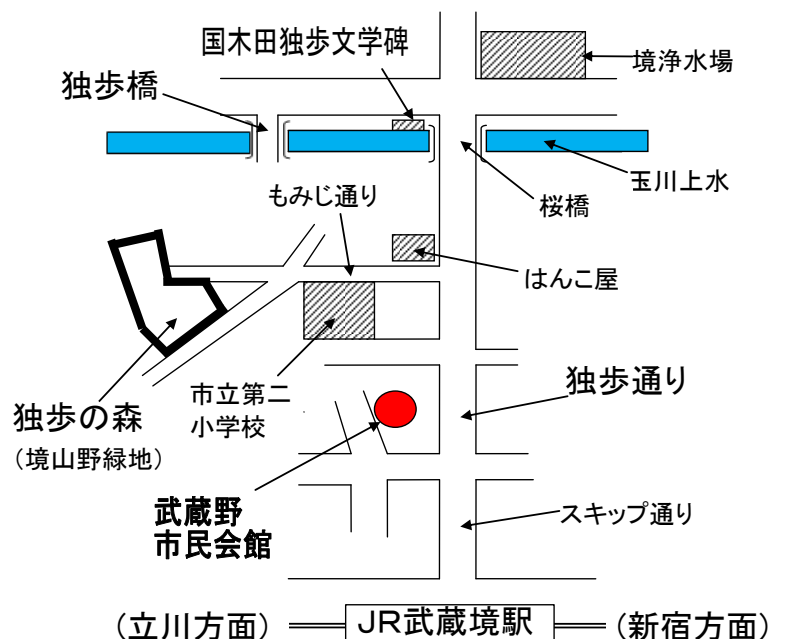 国木田独歩文学碑
境浄水場
独歩橋
玉川上水
もみじ通り
桜橋
はんこ屋
独歩通り
市立第二
小学校
独歩の森
（境山野緑地）
武蔵野
市民会館
スキップ通り
（立川方面）
ＪＲ武蔵境駅
（新宿方面）